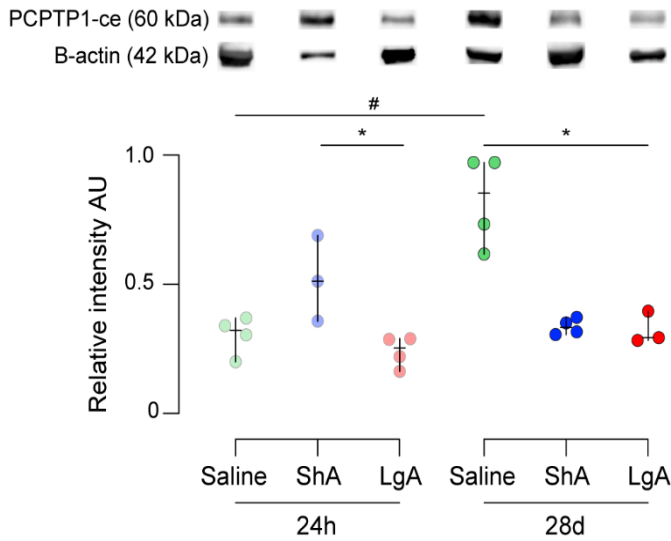 PCPTP1-ce (60 kDa)
B-actin (42 kDa)
#
* *
1.0
0.5
0
Relative intensity AU
Saline ShA LgA Saline ShA LgA
24h 28d